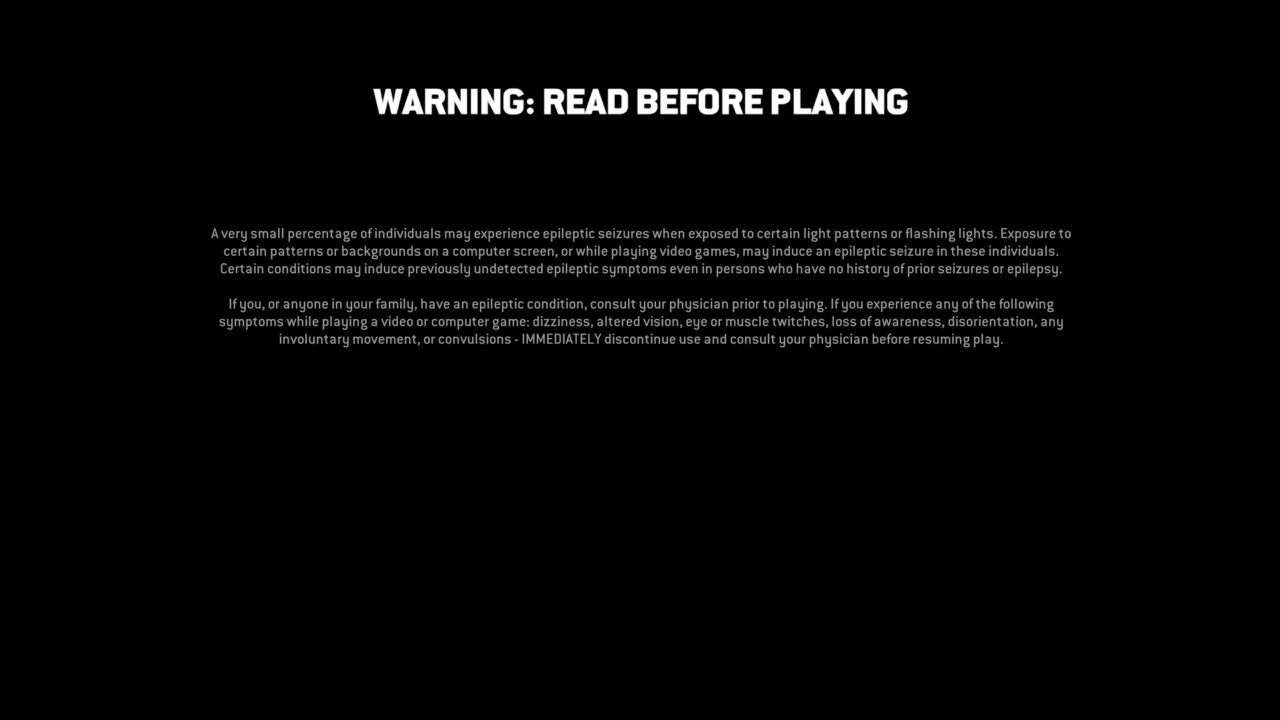 WARNING: READ BEFORE PLAYING
A very small percentage of individuals may experience epileptic seizures when exposed to certain light patterns or flashing lights. Exposure to
certain patterns or backgrounds on a computer screen, or while playing video games, may induce an epileptic seizure in these individuals.
Certain conditions may induce previously undetected epileptic symptoms even in persons who have no history of prior seizures or epilepsy.
If you, or anyone in your family, have an epileptic condition, consult your physician prior to playing. If you experience any of the following
symptoms while playing a video or computer game: dizziness, altered vision, eye or muscle twitches, loss of awareness, disorientation, any
involuntary movement, or convulsions - IMMEDIATELY discontinue use and consult your physician before resuming play.